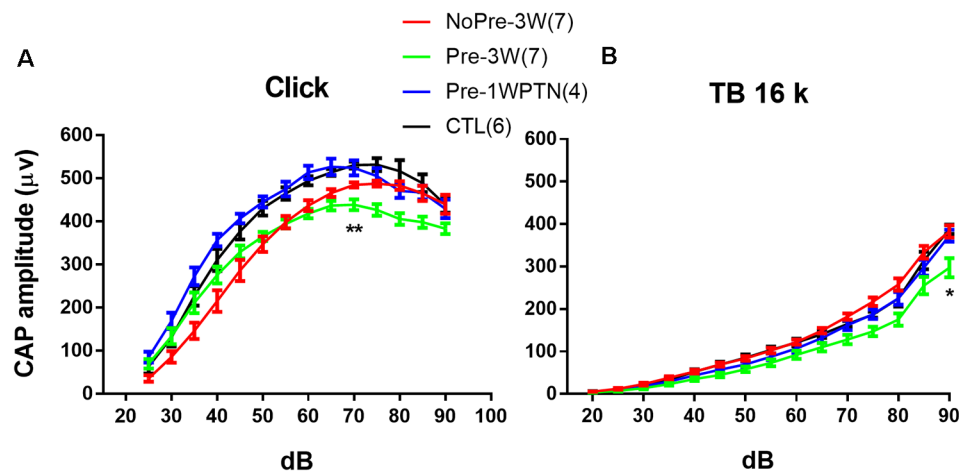 NoPre-3W(7)
Pre-3W(7)
Pre-1WPTN(4)
CTL(6)
A
Click
CAP amplitude (μv)
600
500
400
300
200
100
0
**
20 30 40 50 60 70 80 90 100
dB
B
TB 16 k
600
500
400
300
200
100
0
*
20 30 40 50 60 70 80 90
dB